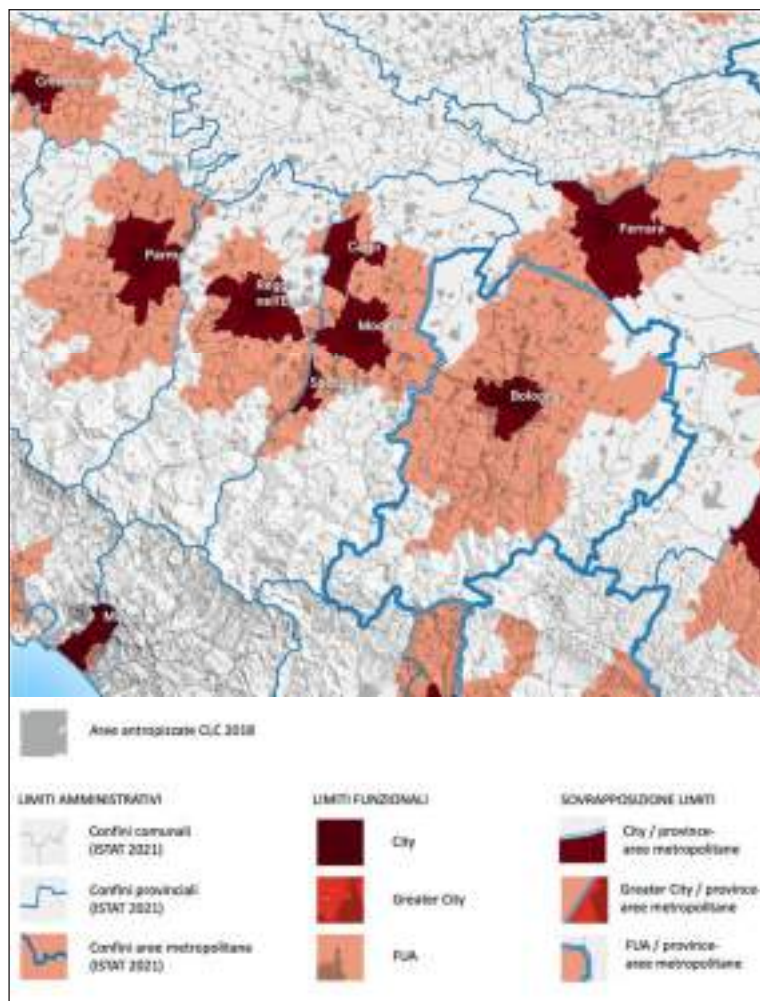 Parma
Ferrara
Bologna
Aree antropizzate CLC 2018
LIMITI AMMINISTRATIVI
Confini comunali
(ISTAT 2021)
Confini provinciali
(ISTAT 2021)
Confini aree metropolitane
(ISTAT 2021)
LIMITI FUNZIONALI
City
Greater City
FUA
SOVRAPPOSIZIONE LIMITI
City / province-
aree metropolitane
Greater City / province-
aree metropolitane
FUA / province-
aree metropolitane